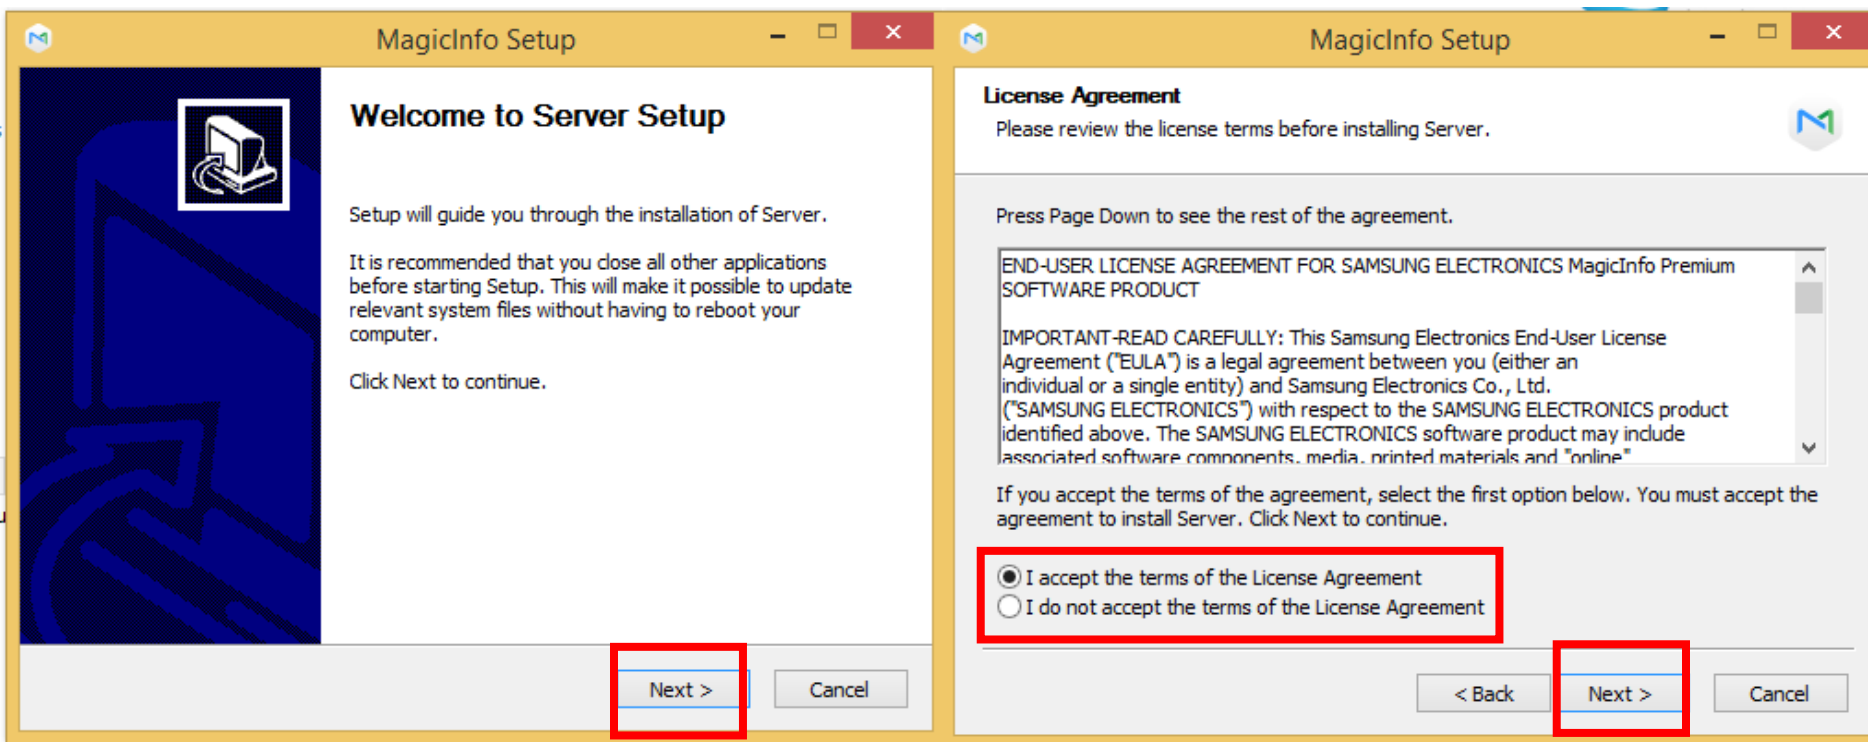 MagicInfo Setup
Welcome to Server Setup
Setup will guide you through the installation of Server.
It is recommended that you close all other applications
before starting Setup. This will make it possible to update
relevant system files without having to reboot your
computer.
Click Next to continue.
Next >
Cancel
MagicInfo Setup
License Agreement
Please review the license terms before installing Server.
Press Page Down to see the rest of the agreement.
END-USER LICENSE AGREEMENT FOR SAMSUNG ELECTRONICS MagicInfo Premium
SOFTWARE PRODUCT
IMPORTANT-READ CAREFULLY: This Samsung Electronics End-User License
Agreement ("EULA") is a legal agreement between you (either an
individual or a single entity) and Samsung Electronics Co., Ltd.
("SAMSUNG ELECTRONICS") with respect to the SAMSUNG ELECTRONICS product
identified above. The SAMSUNG ELECTRONICS software product may include
associated software components, media, printed materials and "online"
If you accept the terms of the agreement, select the first option below. You must accept the
agreement to install Server. Click Next to continue.
I accept the terms of the License Agreement
I do not accept the terms of the License Agreement
< Back
Next >
Cancel